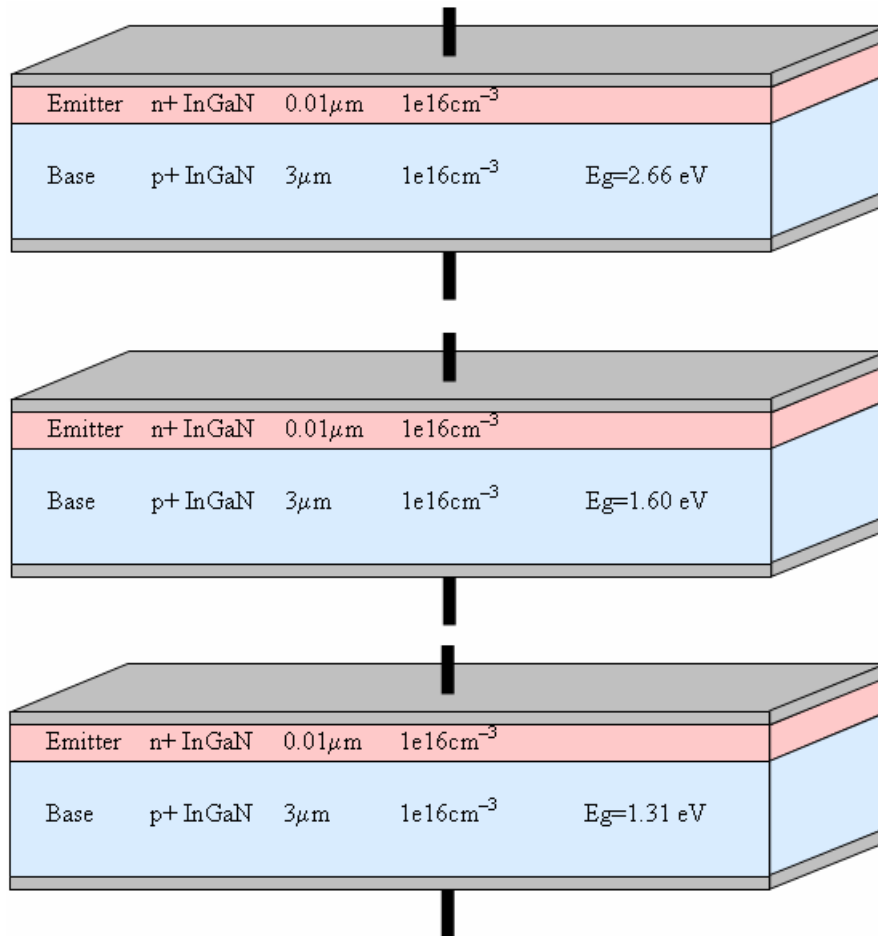 Emitter n+ InGaN 0.01μm 1e16cm⁻³
Base p+ InGaN 3μm 1e16cm⁻³ Eg=2.66 eV
Emitter n+ InGaN 0.01μm 1e16cm⁻³
Base p+ InGaN 3μm 1e16cm⁻³ Eg=1.60 eV
Emitter n+ InGaN 0.01μm 1e16cm⁻³
Base p+ InGaN 3μm 1e16cm⁻³ Eg=1.31 eV